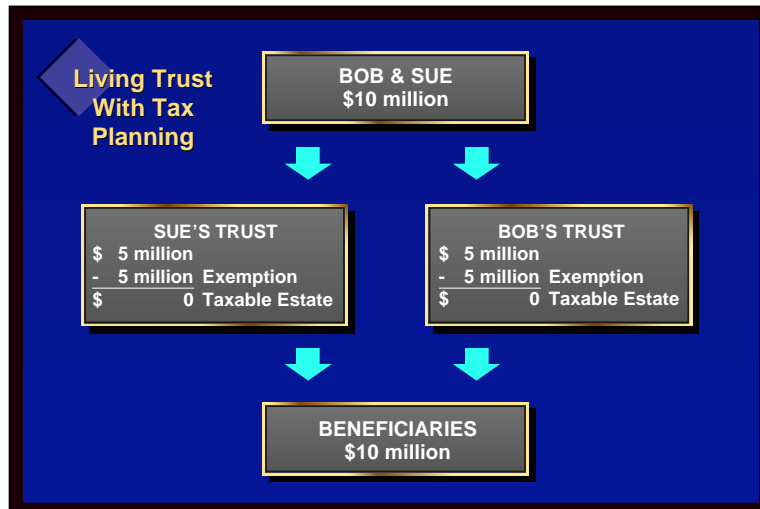 Living Trust
With Tax
Planning
BOB & SUE
$10 million
SUE'S TRUST
$ 5 million
- 5 million Exemption
$ 0 Taxable Estate
BOB'S TRUST
$ 5 million
- 5 million Exemption
$ 0 Taxable Estate
BENEFICIARIES
$10 million